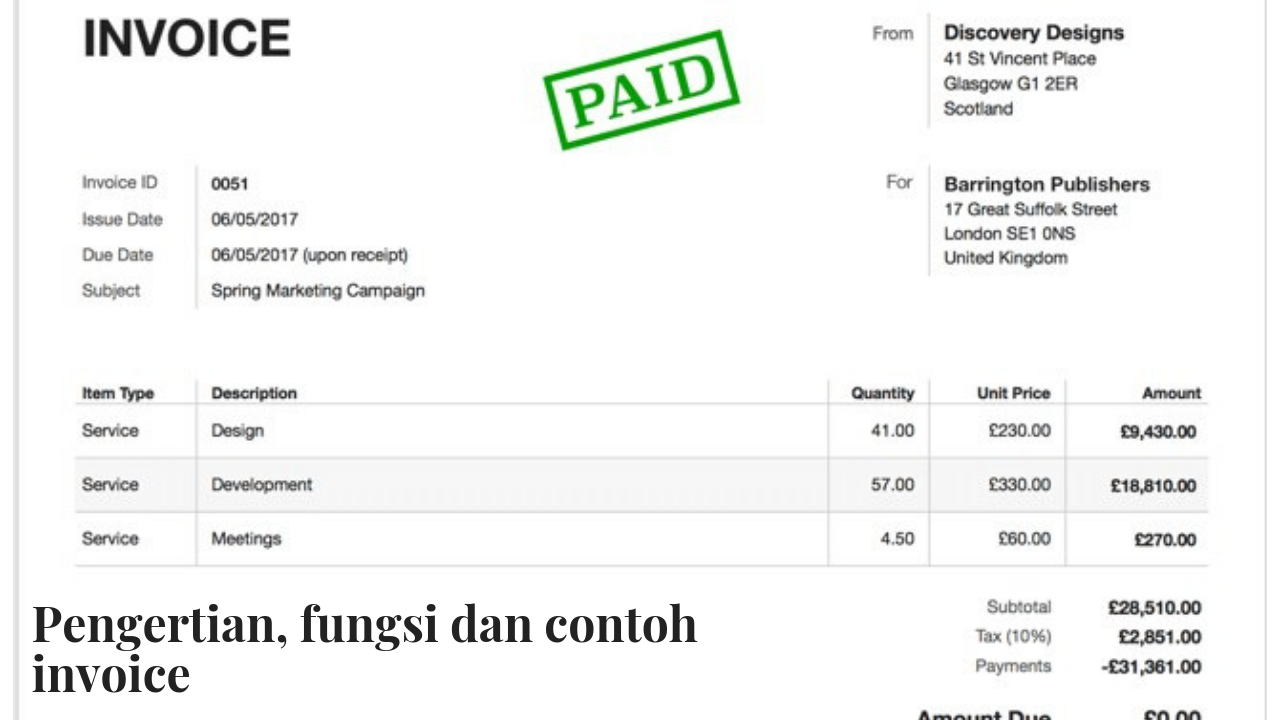 INVOICE
PAID
From Discovery Designs
41 St Vincent Place
Glasgow G1 2ER
Scotland
Invoice ID 0051
Issue Date 06/05/2017
Due Date 06/05/2017 (upon receipt)
Subject Spring Marketing Campaign
For Barrington Publishers
17 Great Suffolk Street
London SE1 0NS
United Kingdom
Item Type Description Quantity Unit Price Amount
Service Design 41.00 £230.00 £9,430.00
Service Development 57.00 £330.00 £18,810.00
Service Meetings 4.50 £60.00 £270.00
Subtotal £28,510.00
Tax (10%) £2,851.00
Payments -£31,361.00
Amount Due £0.00
Pengertian, fungsi dan contoh
invoice